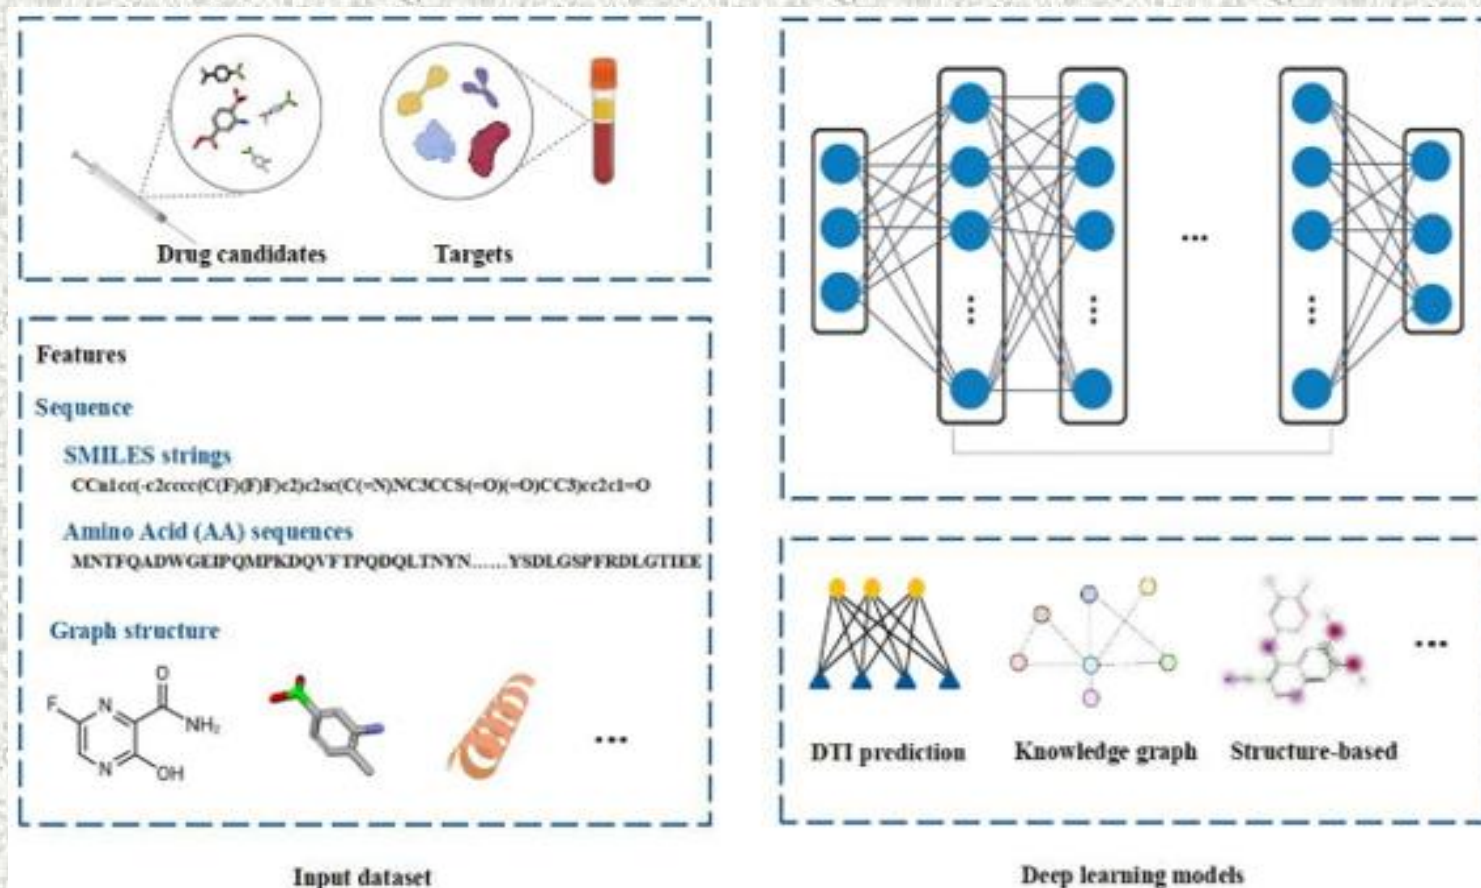 Drug candidates
Targets
Features
Sequence
SMILES strings
CCn1cc(-c2cccc(C(F)(F)F)c2)c2sc(C(=N)NC3CCS(=O)(=O)CC3)cc2c1=O
Amino Acid (AA) sequences
MNTFQADWGEIPQMPKDQVFTPQDQLTNYN......YSDLGSPFRDLGTIEE
Graph structure
F
N
O
NH₂
N
OH
...
Input dataset
...
...
...
...
DTI prediction
Knowledge graph
Structure-based
...
Deep learning models